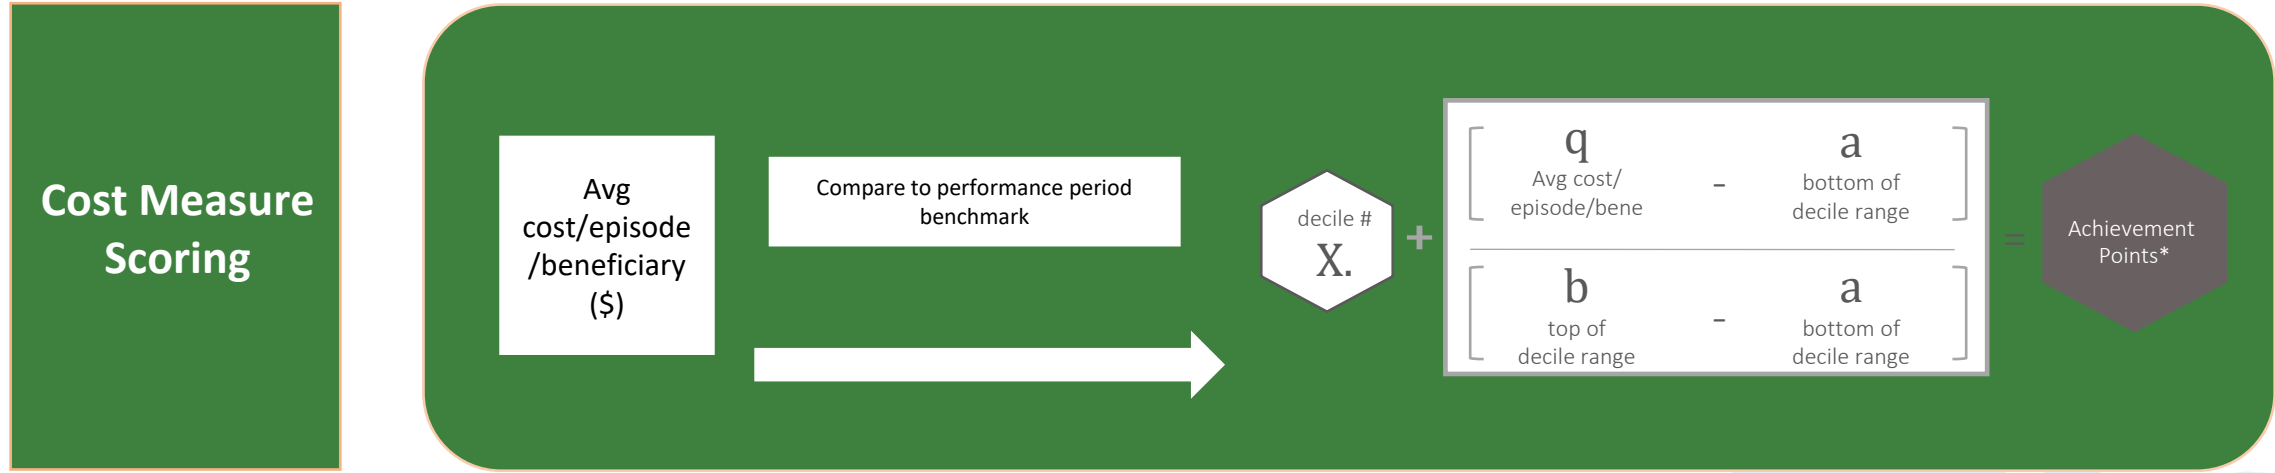 Cost Measure
Scoring
Avg
cost/episode
/beneficiary
($)
Compare to performance period
benchmark
decile #
X.
+
q
Avg cost/
episode/bene
-
a
bottom of
decile range
b
top of
decile range
-
a
bottom of
decile range
=
Achievement
Points*